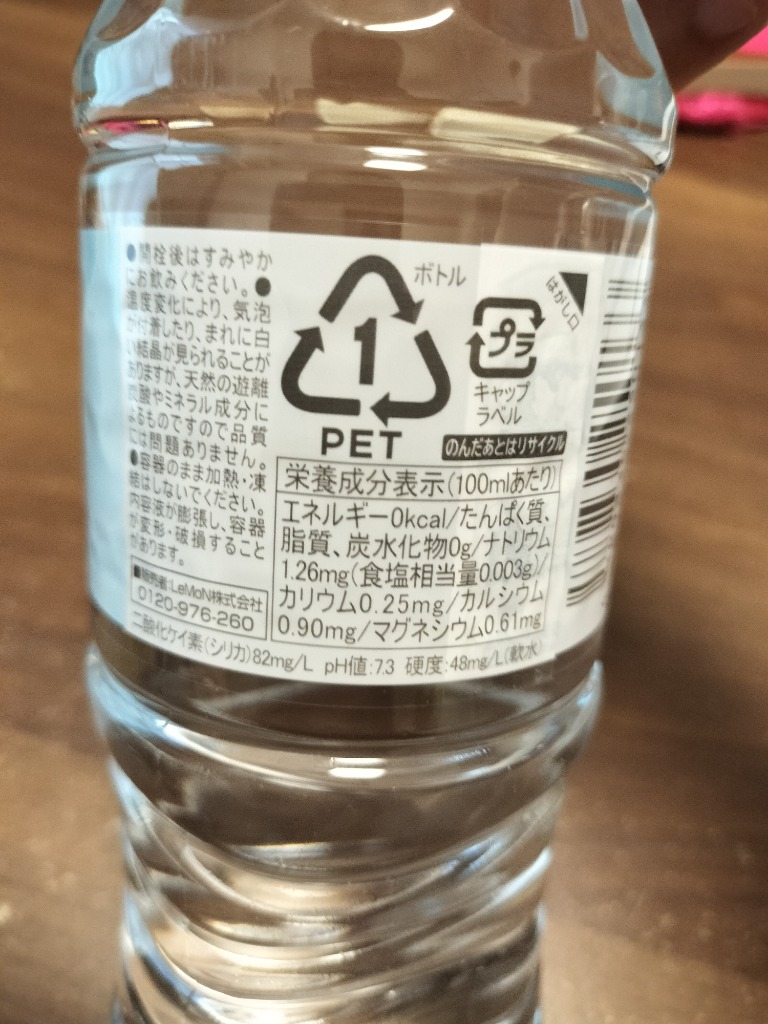 ●開栓後はすみやか
にお飲みください。●
温度変化により、気泡
が付着したり、まれに白
い結晶が見られることが
ありますが、天然の遊離
炭酸やミネラル成分に
よるものですので品質
には問題ありません。
●容器のまま加熱・凍
結はしないでください。
内容液が膨張し、容器
が変形・破損すること
があります。
■販売者:LeMoN株式会社
0120-976-260
ボトル
1
PET
はがし口
プラ
キャップ
ラベル
のんだあとはリサイクル
栄養成分表示(100mlあたり)
エネルギー0kcal/たんぱく質、
脂質、炭水化物0g/ナトリウム
1.26mg(食塩相当量0.003g)/
カリウム0.25mg/カルシウム
0.90mg/マグネシウム0.61mg
二酸化ケイ素(シリカ)82mg/L pH値:7.3 硬度:48mg/L(軟水)